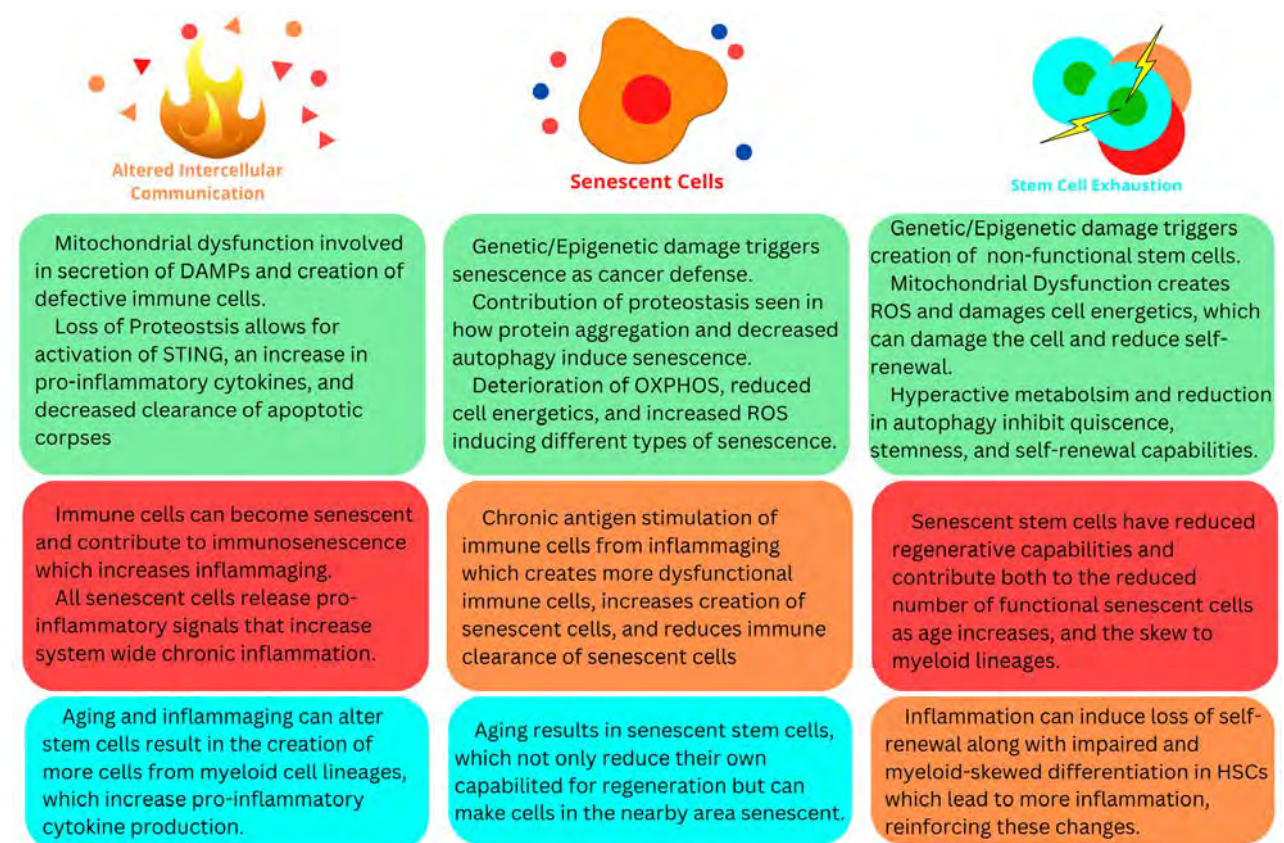 Altered Intercellular
Communication
Mitochondrial dysfunction involved
in secretion of DAMPs and creation of
defective immune cells.
Loss of Proteostsis allows for
activation of STING, an increase in
pro-inflammatory cytokines, and
decreased clearance of apoptotic
corpses
Immune cells can become senescent
and contribute to immunosenescence
which increases inflammaging.
All senescent cells release pro-
inflammatory signals that increase
system wide chronic inflammation.
Aging and inflammaging can alter
stem cells result in the creation of
more cells from myeloid cell lineages,
which increase pro-inflammatory
cytokine production.
Senescent Cells
Genetic/Epigenetic damage triggers
senescence as cancer defense.
Contribution of proteostasis seen in
how protein aggregation and decreased
autophagy induce senescence.
Deterioration of OXPHOS, reduced
cell energetics, and increased ROS
inducing different types of senescence.
Chronic antigen stimulation of
immune cells from inflammaging
which creates more dysfunctional
immune cells, increases creation of
senescent cells, and reduces immune
clearance of senescent cells
Aging results in senescent stem cells,
which not only reduce their own
capabilited for regeneration but can
make cells in the nearby area senescent.
Stem Cell Exhaustion
Genetic/Epigenetic damage triggers
creation of non-functional stem cells.
Mitochondrial Dysfunction creates
ROS and damages cell energetics, which
can damage the cell and reduce self-
renewal.
Hyperactive metabolsim and reduction
in autophagy inhibit quiscence,
stemness, and self-renewal capabilities.
Senescent stem cells have reduced
regenerative capabilities and
contribute both to the reduced
number of functional senescent cells
as age increases, and the skew to
myeloid lineages.
Inflammation can induce loss of self-
renewal along with impaired and
myeloid-skewed differentiation in HSCs
which lead to more inflammation,
reinforcing these changes.